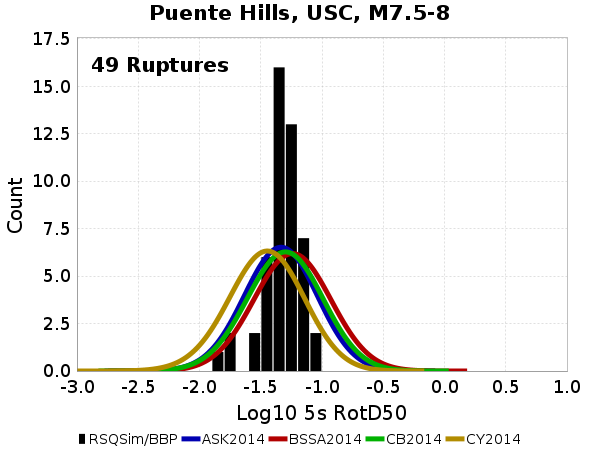 Puente Hills, USC, M7.5-8
17.5
49 Ruptures
15.0
12.5
10.0
7.5
5.0
2.5
0.0
Count
-3.0 -2.5 -2.0 -1.5 -1.0 -0.5 0.0 0.5 1.0
Log10 5s RotD50
RSQSim/BBP ASK2014 BSSA2014 CB2014 CY2014